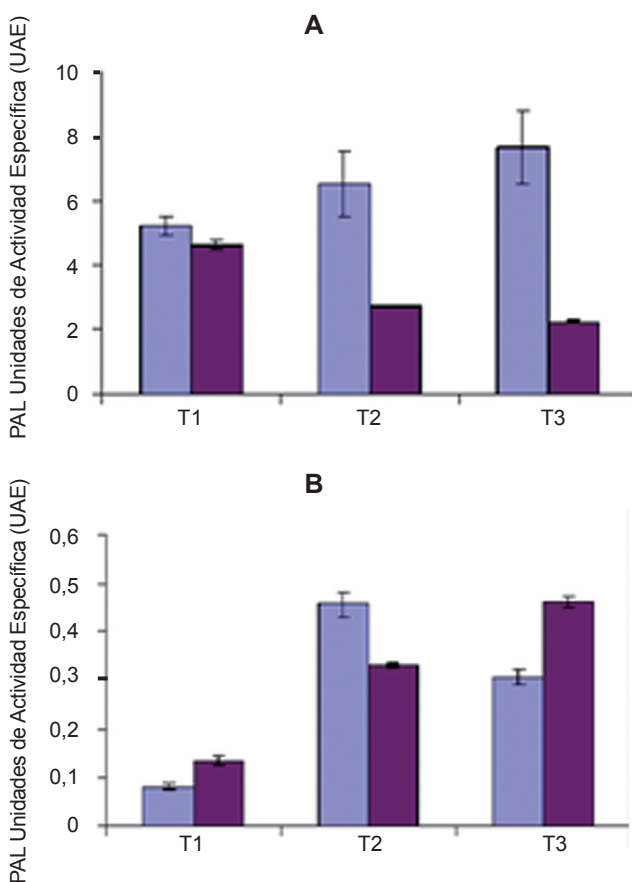 A
PAL Unidades de Actividad Específica (UAE)
10
8
6
4
2
0
T1 T2 T3
B
PAL Unidades de Actividad Específica (UAE)
0,6
0,5
0,4
0,3
0,2
0,1
0
T1 T2 T3